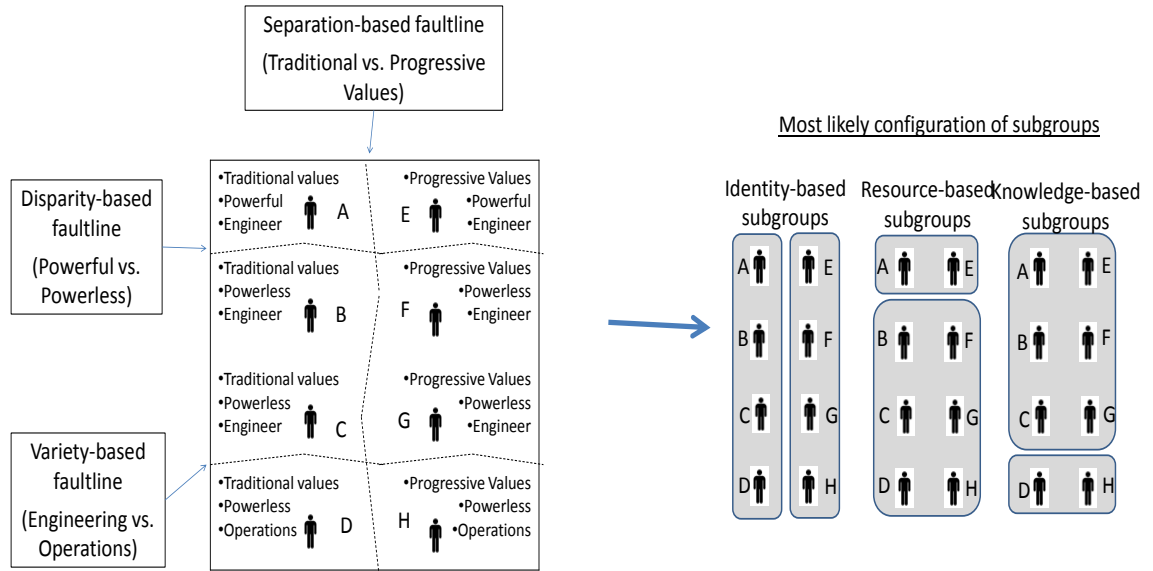 Separation-based faultline
(Traditional vs. Progressive
Values)
Disparity-based
faultline
(Powerful vs.
Powerless)
Variety-based
faultline
(Engineering vs.
Operations)
•Traditional values
•Powerful
•Engineer
A
•Progressive Values
•Powerful
•Engineer
E
•Traditional values
•Powerless
•Engineer
B
•Progressive Values
•Powerless
•Engineer
F
•Traditional values
•Powerless
•Engineer
C
•Progressive Values
•Powerless
•Engineer
G
•Traditional values
•Powerless
•Operations
D
•Progressive Values
•Powerless
•Operations
H
Most likely configuration of subgroups
Identity-based
subgroups
A E
B F
C G
D H
Resource-based
subgroups
A E
B F
C G
D H
Knowledge-based
subgroups
A E
B F
C G
D H